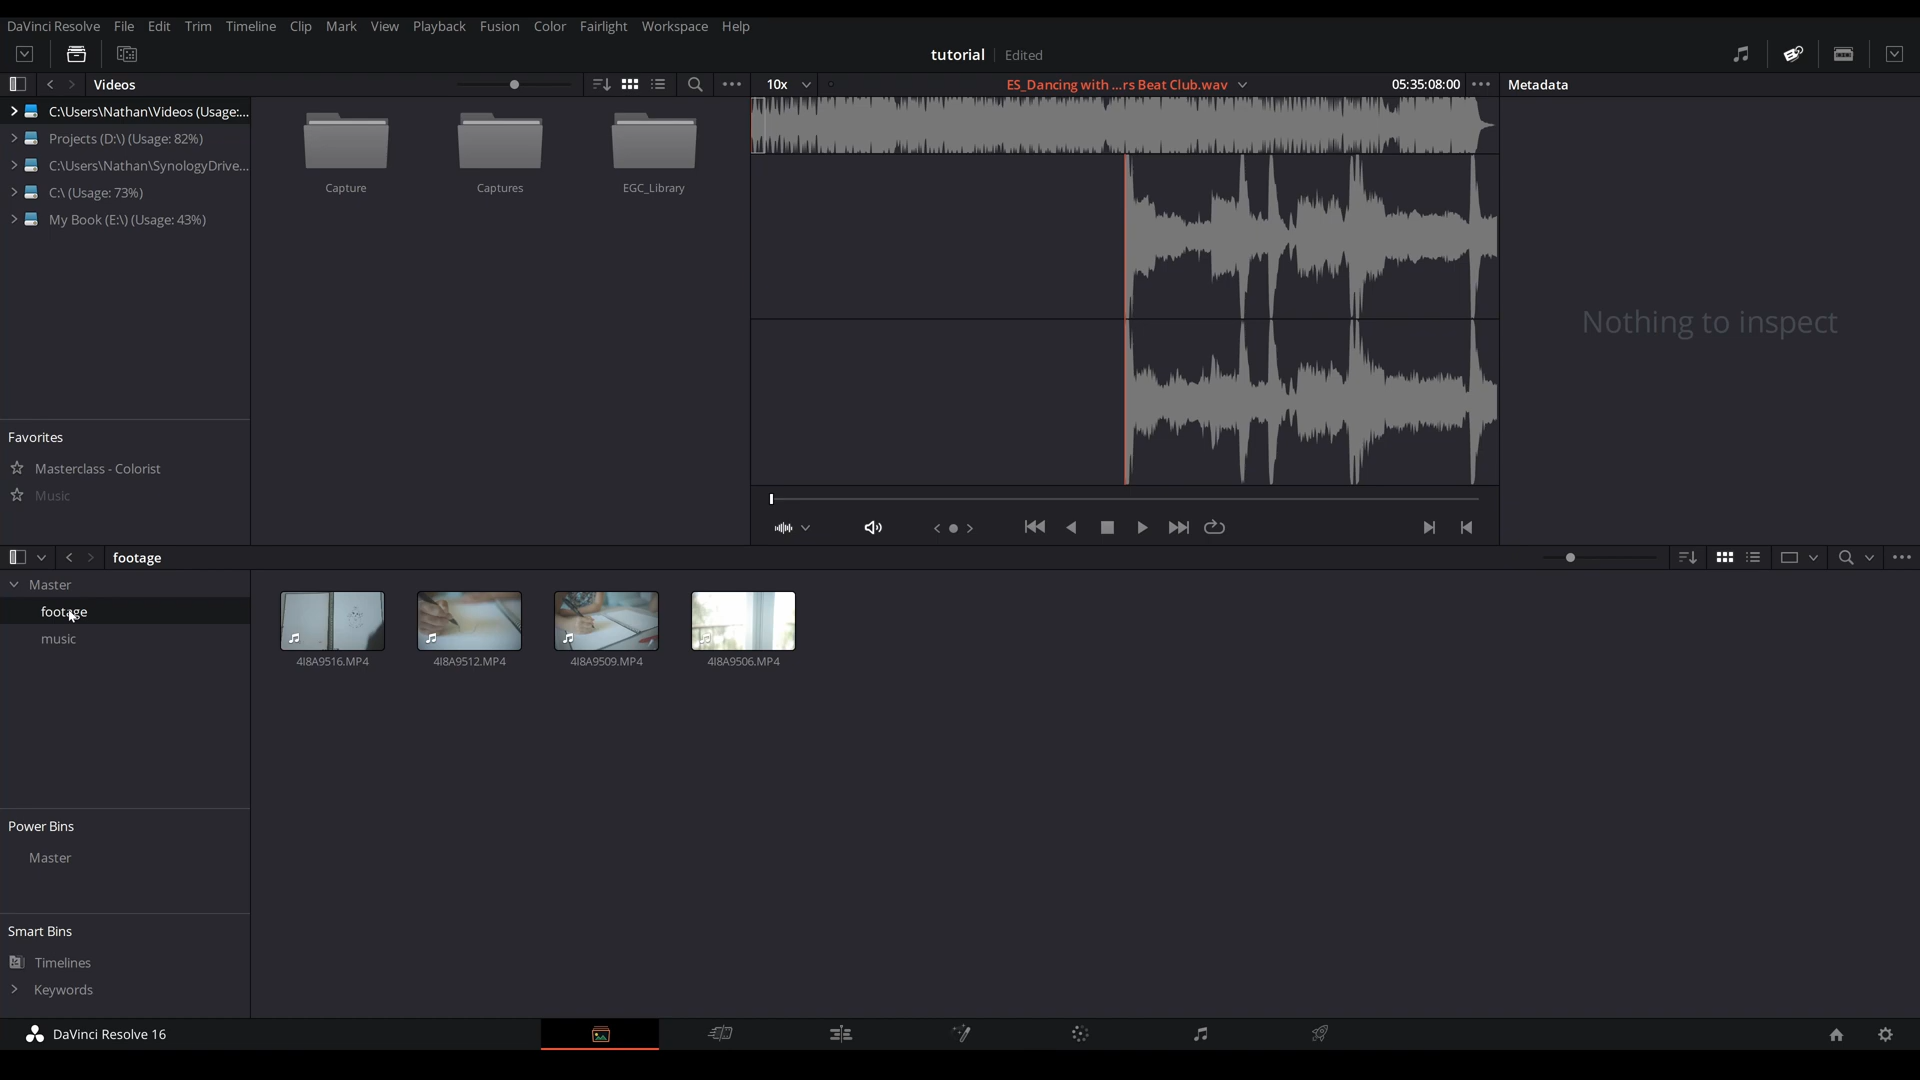 DaVinci Resolve File Edit Trim Timeline Clip Mark View Playback Fusion Color Fairlight Workspace Help
tutorial Edited
Videos 10x ES_Dancing with ...rs Beat Club.wav 05:35:08:00 Metadata
C:\Users\Nathan\Videos (Usage:...
Projects (D:\) (Usage: 82%)
C:\Users\Nathan\SynologyDrive...
C:\ (Usage: 73%)
My Book (E:\) (Usage: 43%)
Capture Captures EGC_Library
Nothing to inspect
Favorites
Masterclass - Colorist
Music
footage
Master
footage
music
4I8A9516.MP4 4I8A9512.MP4 4I8A9509.MP4 4I8A9506.MP4
Power Bins
Master
Smart Bins
Timelines
Keywords
DaVinci Resolve 16